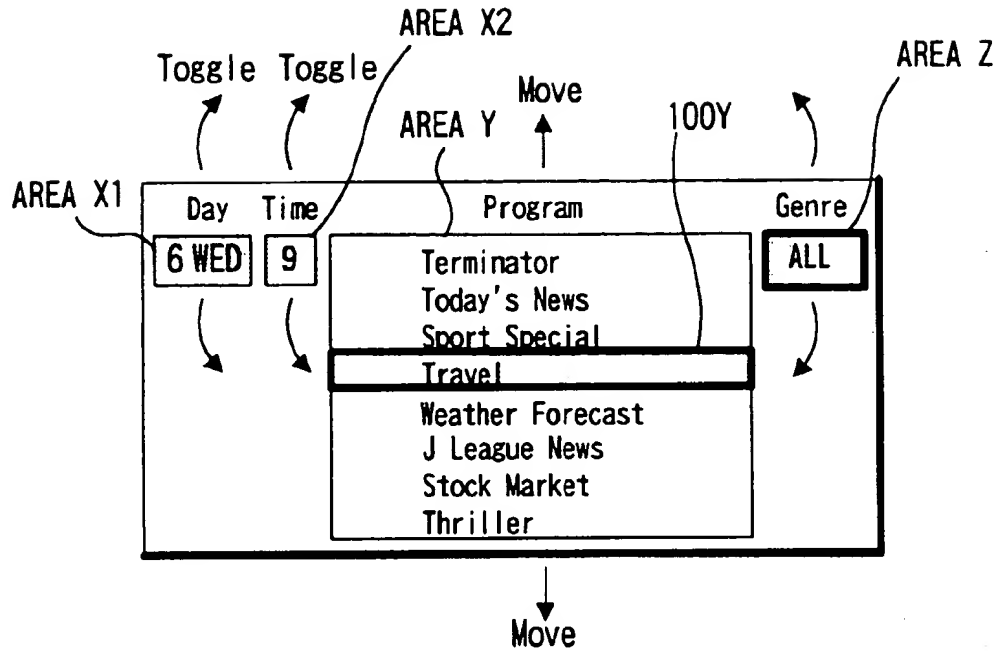 AREA X2
Toggle Toggle
AREA Z
Move
AREA Y
100Y
AREA X1
Day Time Program Genre
6 WED 9 ALL
Terminator
Today's News
Sport Special
Travel
Weather Forecast
J League News
Stock Market
Thriller
Move